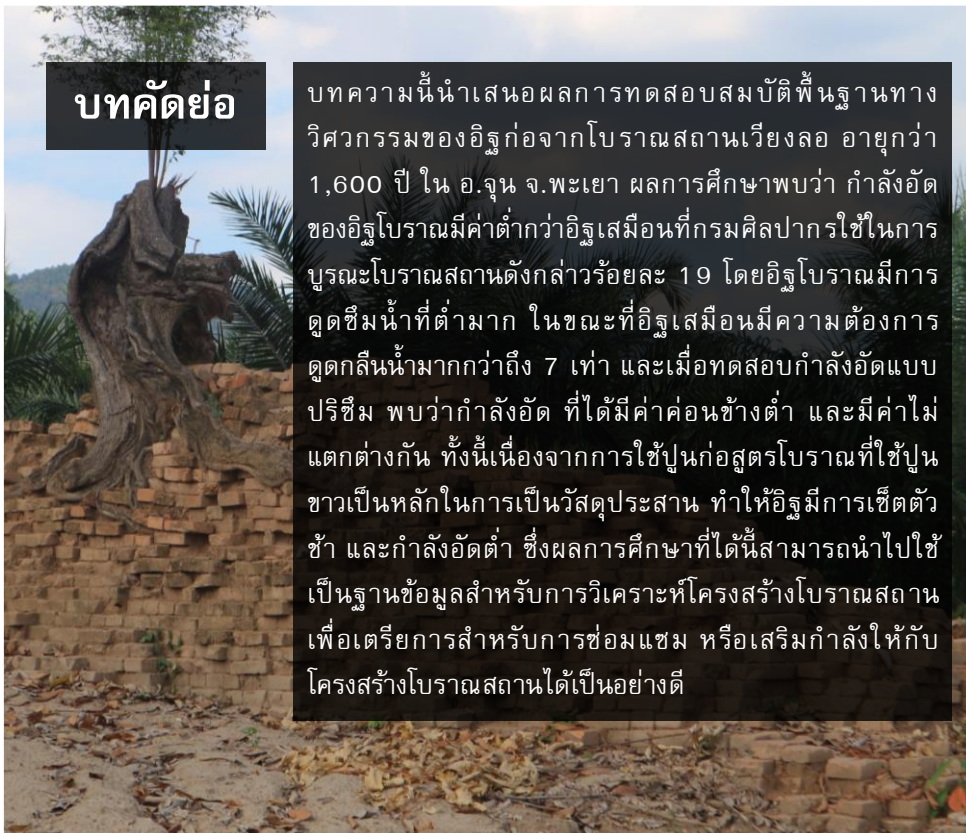 บทคัดย่อ
บทความนี้นำเสนอผลการทดสอบสมบัติพื้นฐานทาง
วิศวกรรมของอิฐก่อจากโบราณสถานเวียงลอ อายุกว่า
1,600 ปี ใน อ.จุน จ.พะเยา ผลการศึกษาพบว่า กำลังอัด
ของอิฐโบราณมีค่าต่ำกว่าอิฐเสมือนที่กรมศิลปากรใช้ในการ
บูรณะโบราณสถานดังกล่าวร้อยละ 19 โดยอิฐโบราณมีการ
ดูดซึมน้ำที่ต่ำมาก ในขณะที่อิฐเสมือนมีความต้องการ
ดูดกลืนน้ำมากกว่าถึง 7 เท่า และเมื่อทดสอบกำลังอัดแบบ
ปริซึม พบว่ากำลังอัด ที่ได้มีค่าค่อนข้างต่ำ และมีค่าไม่
แตกต่างกัน ทั้งนี้เนื่องจากการใช้ปูนก่อสูตรโบราณที่ใช้ปูน
ขาวเป็นหลักในการเป็นวัสดุประสาน ทำให้อิฐมีการเซ็ตตัว
ช้า และกำลังอัดต่ำ ซึ่งผลการศึกษาที่ได้นี้สามารถนำไปใช้
เป็นฐานข้อมูลสำหรับการวิเคราะห์โครงสร้างโบราณสถาน
เพื่อเตรียการสำหรับการซ่อมแซม หรือเสริมกำลังให้กับ
โครงสร้างโบราณสถานได้เป็นอย่างดี